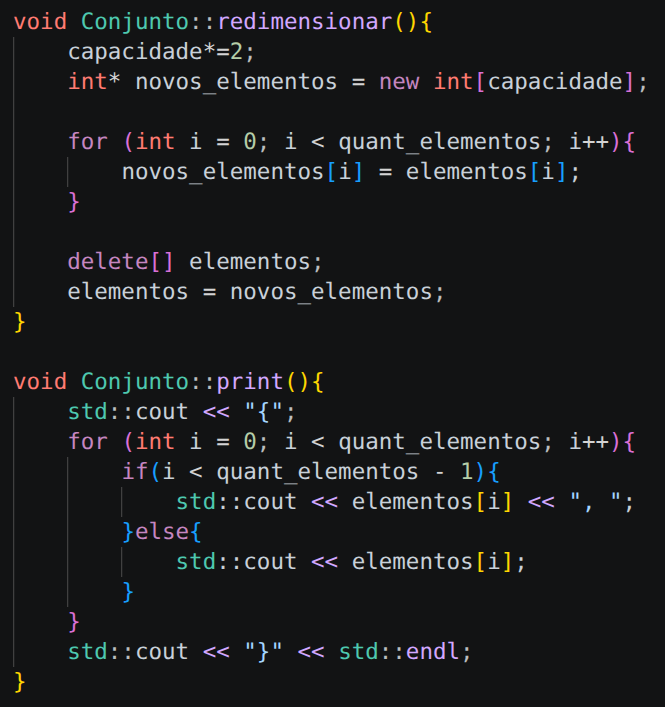 void Conjunto::redimensionar(){
    capacidade*=2;
    int* novos_elementos = new int[capacidade];

    for (int i = 0; i < quant_elementos; i++){
        novos_elementos[i] = elementos[i];
    }

    delete[] elementos;
    elementos = novos_elementos;
}

void Conjunto::print(){
    std::cout << "{";
    for (int i = 0; i < quant_elementos; i++){
        if(i < quant_elementos - 1){
            std::cout << elementos[i] << ", ";
        }else{
            std::cout << elementos[i];
        }
    }
    std::cout << "}" << std::endl;
}